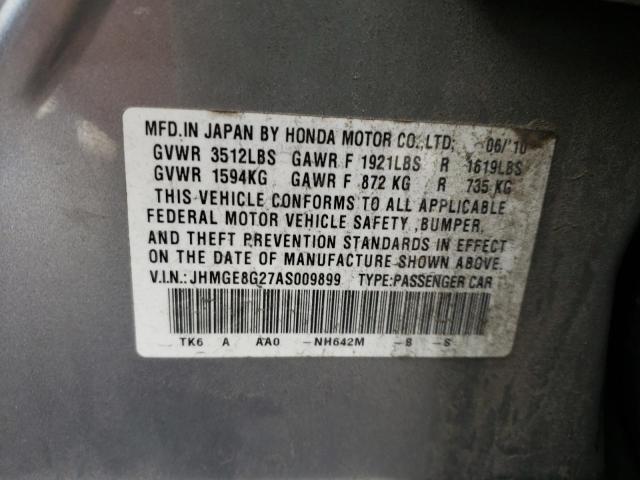 MFD.IN JAPAN BY HONDA MOTOR CO.,LTD; 06/'10
GVWR 3512LBS GAWR F 1921LBS R 1619LBS
GVWR 1594KG GAWR F 872 KG R 735 KG
THIS VEHICLE CONFORMS TO ALL APPLICABLE
FEDERAL MOTOR VEHICLE SAFETY ,BUMPER,
AND THEFT PREVENTION STANDARDS IN EFFECT
ON THE DATE OF MANUFACTURE SHOWN ABOVE.
V.I.N.:JHMGE8G27AS009899 TYPE:PASSENGER CAR
TK6 A AA0 -NH642M -B -S